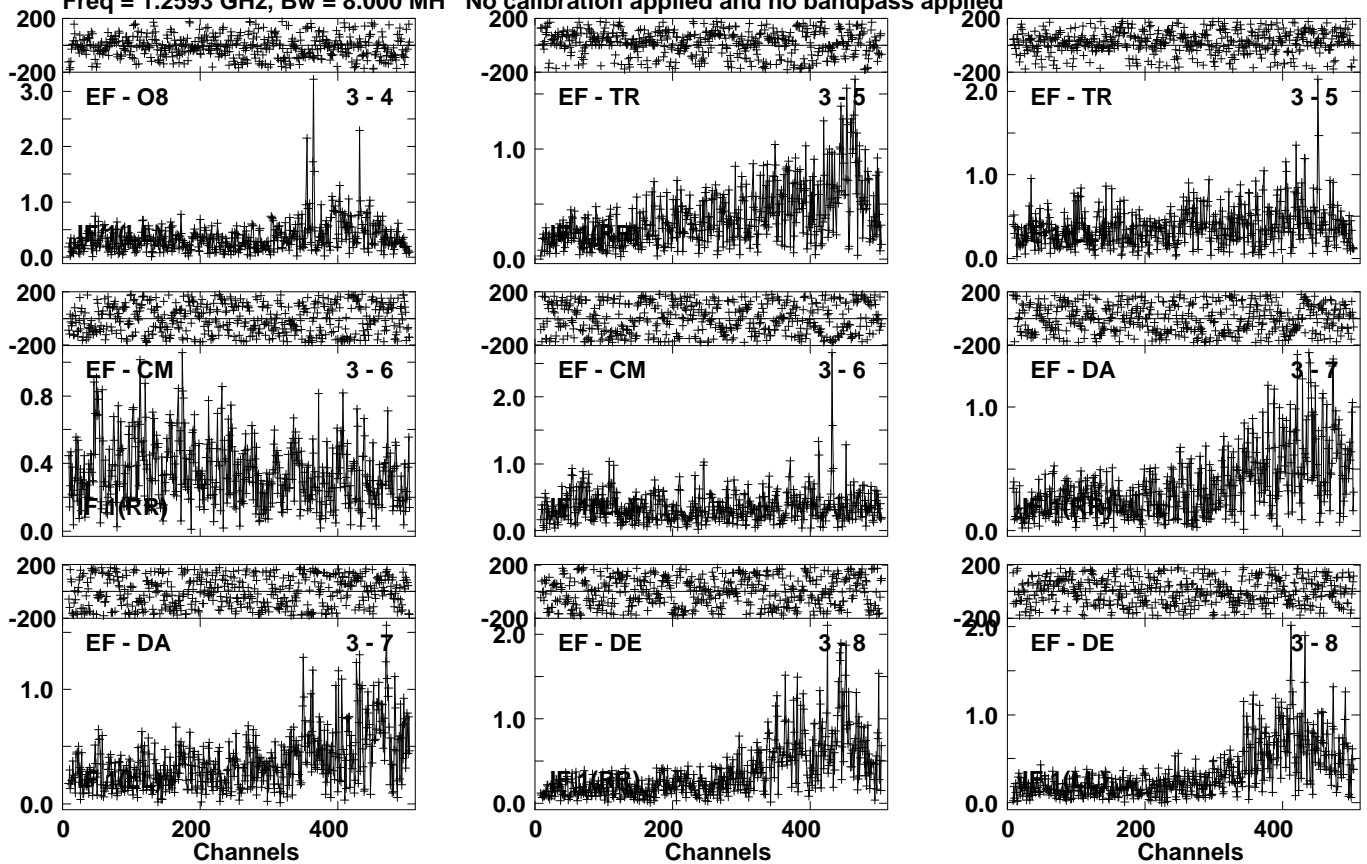 Freq = 1.2593 GHz, Bw = 8.000 MH No calibration applied and no bandpass applied
200 200 200
-200 -200 -200
EF - O8 3 - 4 EF - TR 3 - 5 EF - TR 3 - 5
3.0 2.0
2.0 1.0 1.0
1.0
0.0 0.0 0.0
200 200 200
-200 -200 -200
EF - CM 3 - 6 EF - CM 3 - 6 EF - DA 3 - 7
0.8 2.0 1.0
0.4 1.0
IF 1(RR)
0.0 0.0 0.0
200 200 200
-200 -200 -200
EF - DA 3 - 7 EF - DE 3 - 8 EF - DE 3 - 8
2.0 2.0
1.0 1.0 1.0
IF 1(RR) IF 1(LL)
0.0 0.0 0.0
0 200 400 0 200 400 0 200 400
Channels Channels Channels